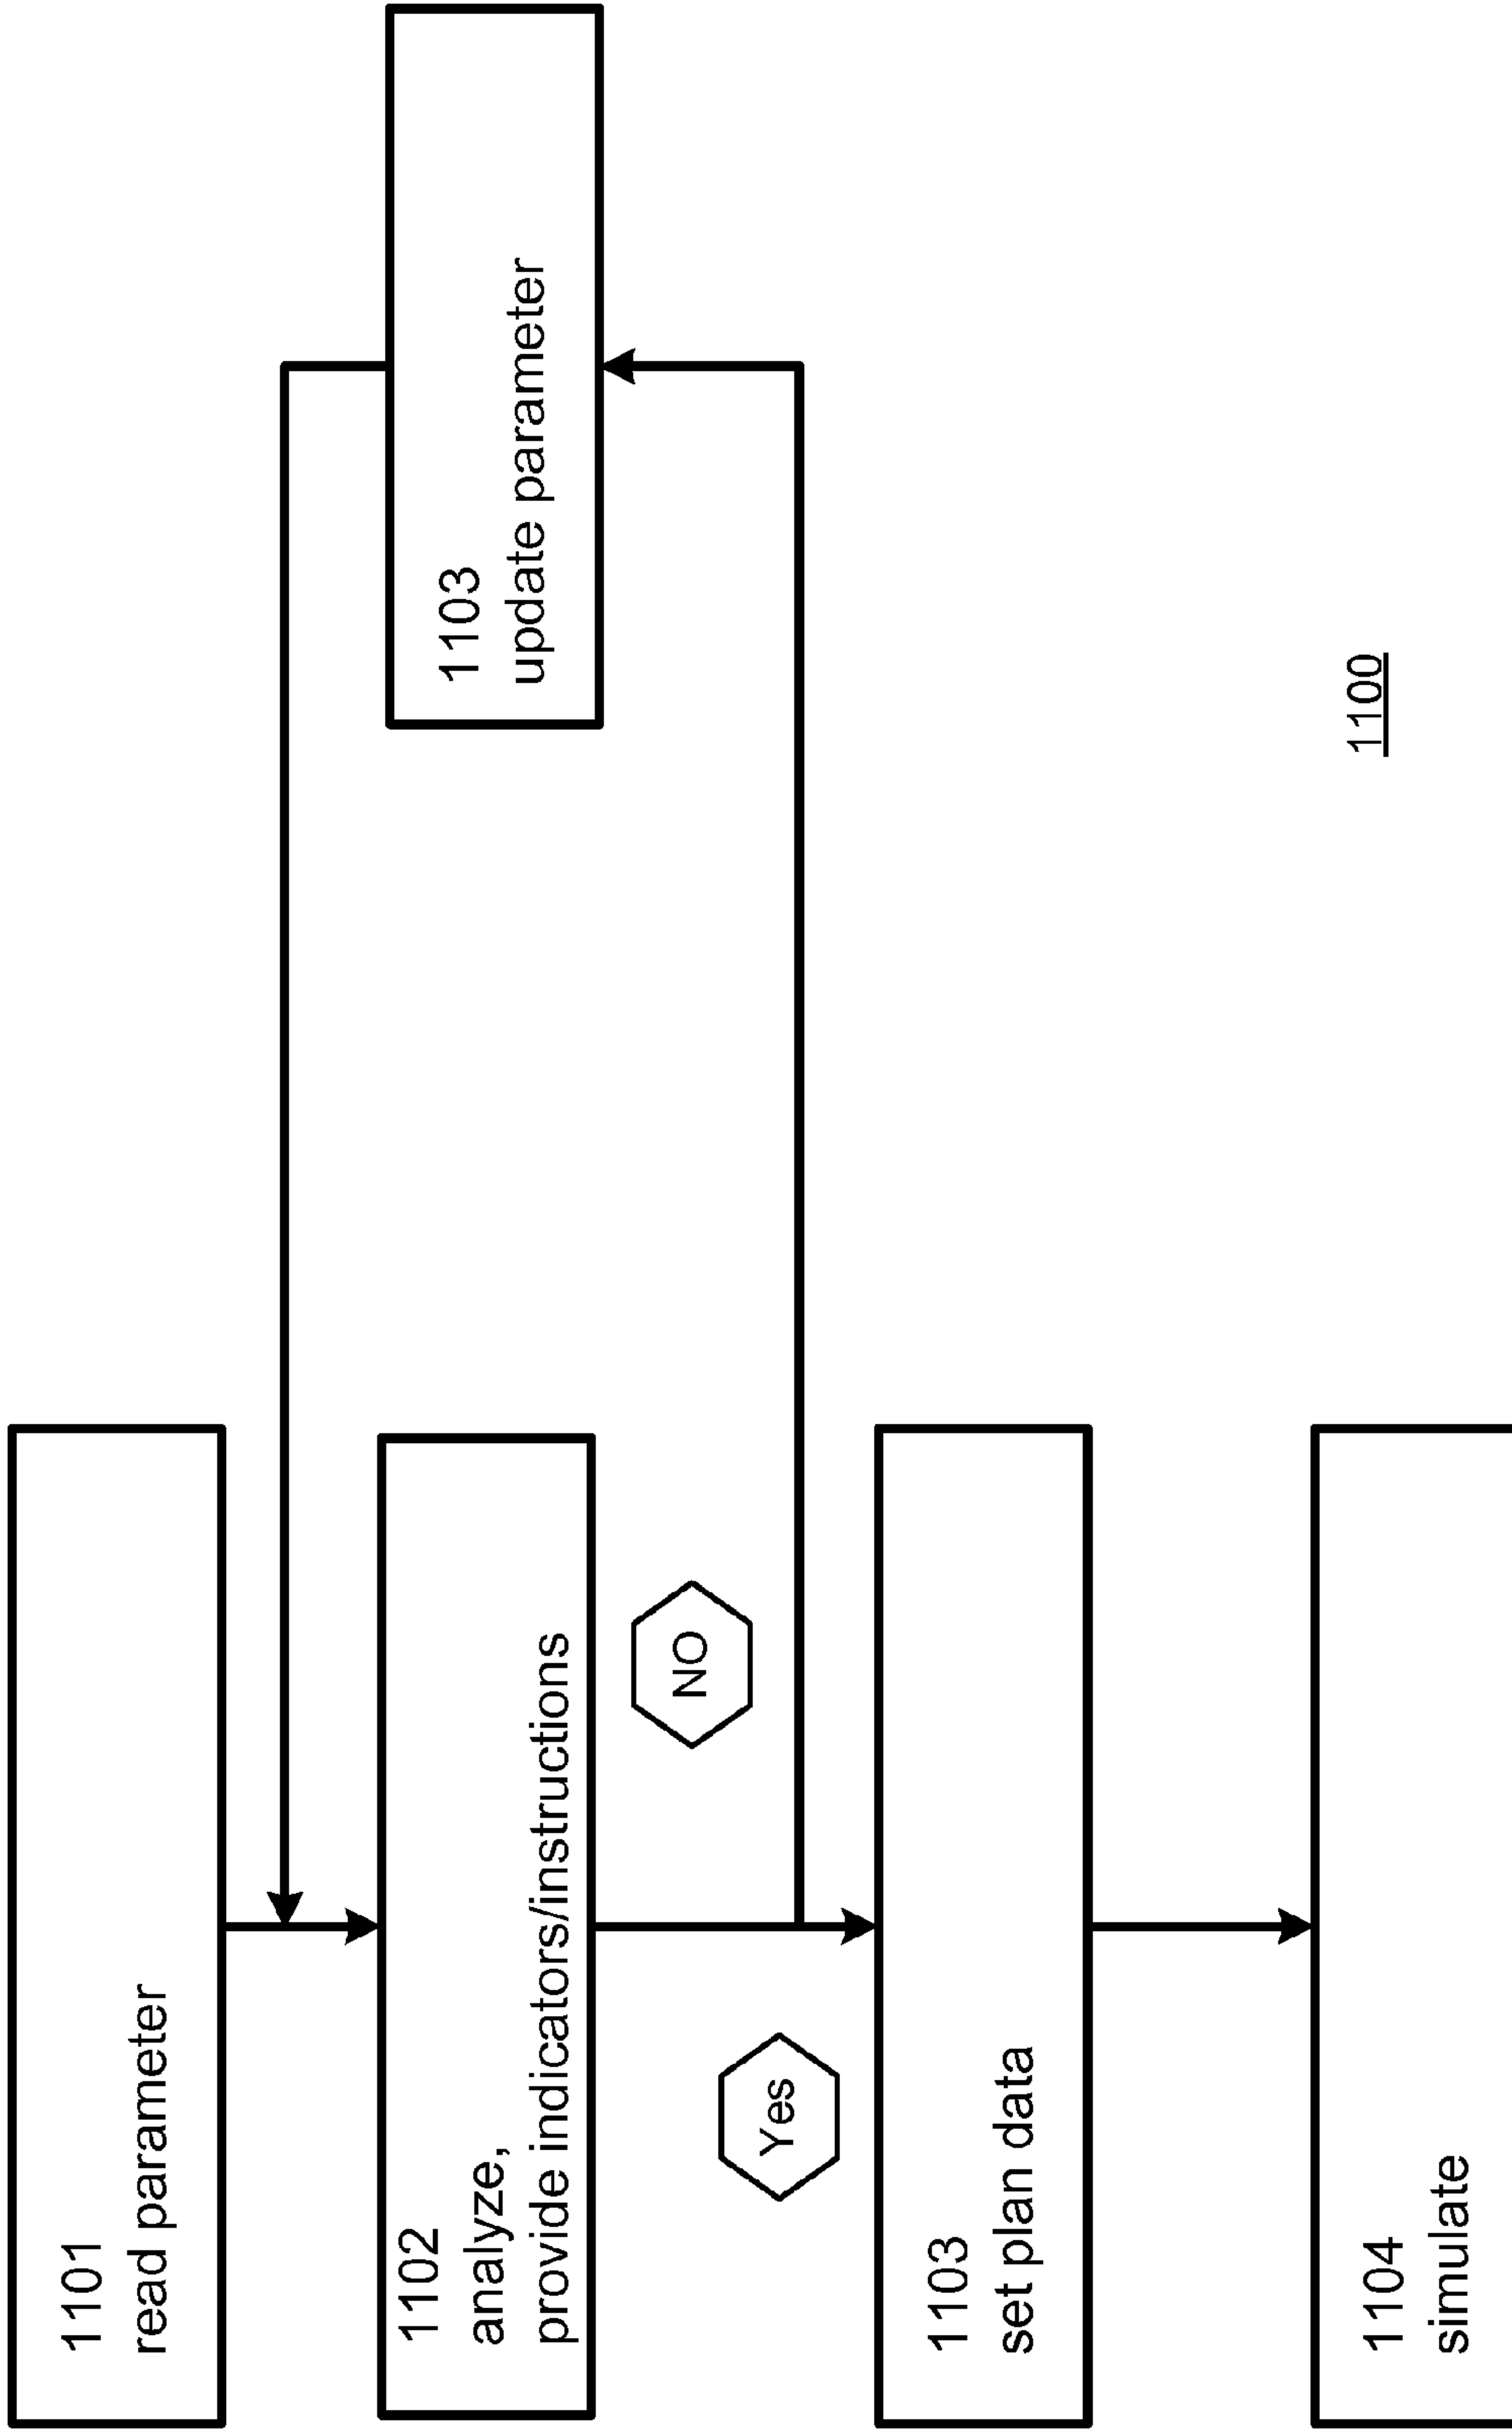 1101
read parameter
1102
analyze,
provide indicators/instructions
NO
Yes
1103
update parameter
1103
set plan data
1104
simulate
1100